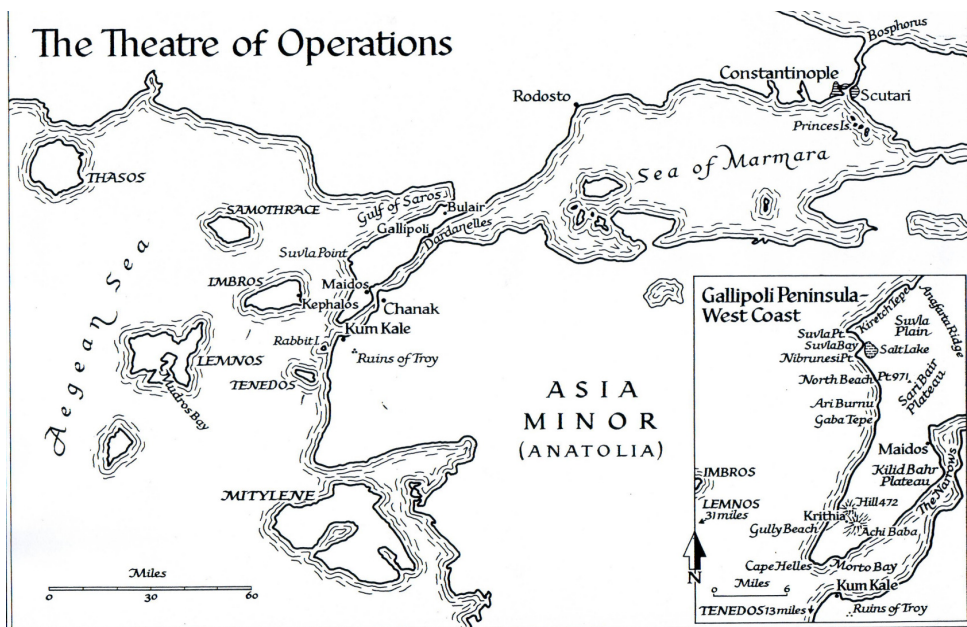 The Theatre of Operations
Bosphorus
Constantinople
Scutari
Rodosto
Princes Is.
Sea of Marmara
THASOS
Gulf of Saros
Bulair
SAMOTHRACE
Gallipoli
Dardanelles
Suvla Point
IMBROS
Maidos
Kephalos
Chanak
Kum Kale
Rabbit I.
Ruins of Troy
LEMNOS
TENEDOS
Mudros Bay
Aegean Sea
ASIA
MINOR
(ANATOLIA)
MITYLENE
Miles
0 30 60
Gallipoli Peninsula-
West Coast
Kiretch Tepe
Anafarta Ridge
Suvla Pt.
Suvla
Plain
Suvla Bay
Salt Lake
Nibrunesi Pt.
North Beach
Pt 971
Sari Bair
Plateau
Ari Burnu
Gaba Tepe
Maidos
Kilid Bahr
Plateau
The Narrows
IMBROS
LEMNOS
31 miles
Hill 472
Krithia
Gully Beach
Achi Baba
Cape Helles
Morto Bay
N
Miles
0 6
Kum Kale
TENEDOS 13 miles
Ruins of Troy